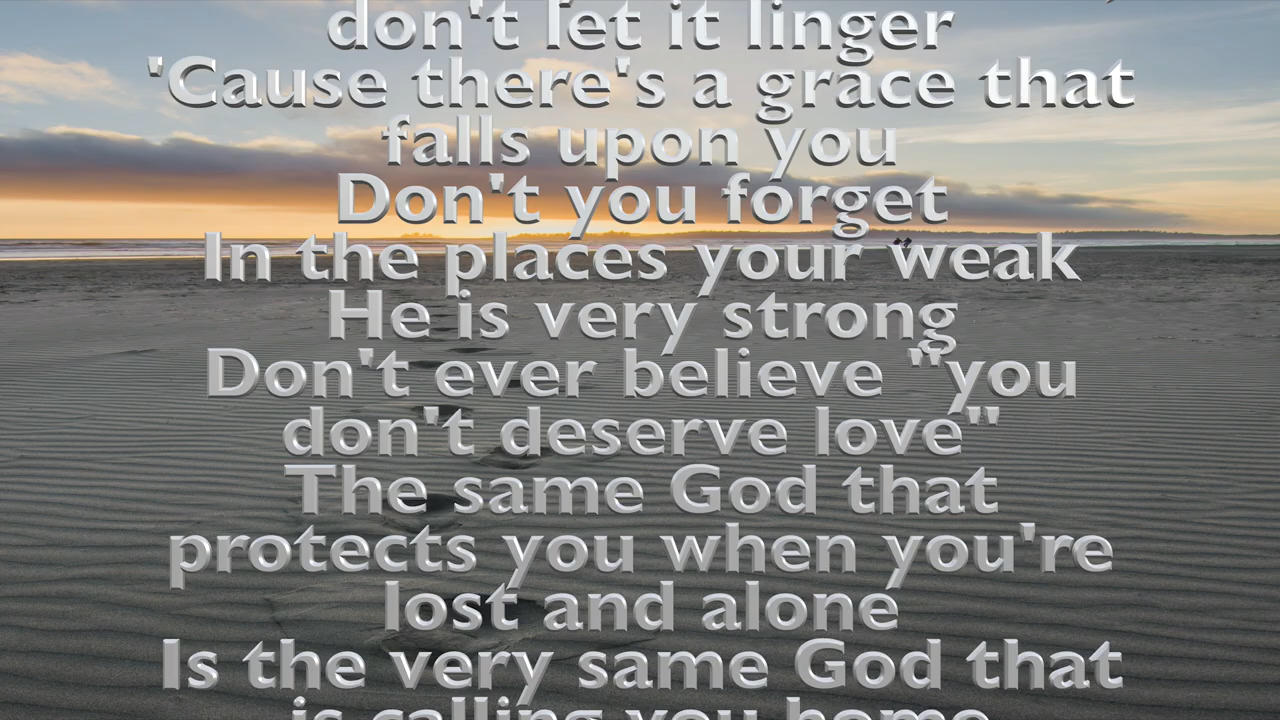 don't let it linger
'Cause there's a grace that
falls upon you
Don't you forget
In the places your weak
He is very strong
Don't ever believe "you
don't deserve love"
The same God that
protects you when you're
lost and alone
Is the very same God that
is calling you home